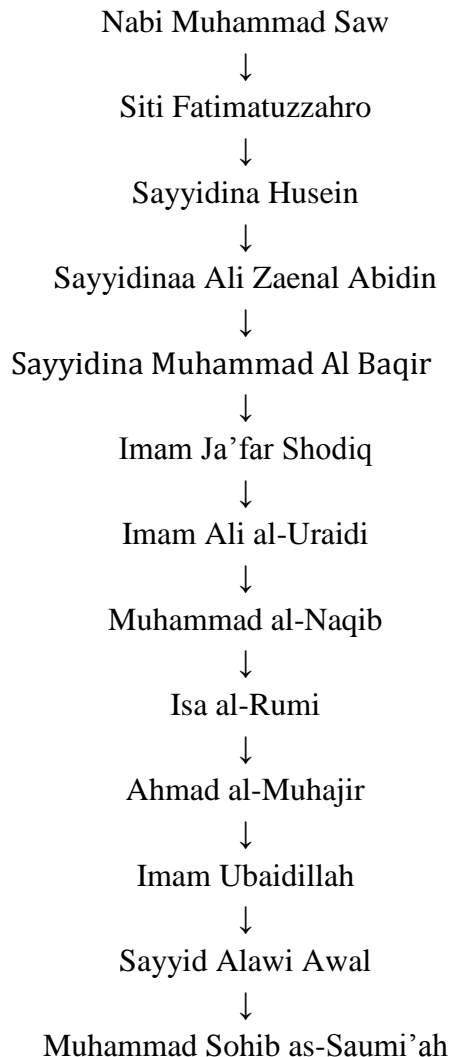 Nabi Muhammad Saw
↓
Siti Fatimatuzzahro
↓
Sayyidina Husein
↓
Sayyidinaa Ali Zaenal Abidin
↓
Sayyidina Muhammad Al Baqir
↓
Imam Ja’far Shodiq
↓
Imam Ali al-Uraidi
↓
Muhammad al-Naqib
↓
Isa al-Rumi
↓
Ahmad al-Muhajir
↓
Imam Ubaidillah
↓
Sayyid Alawi Awal
↓
Muhammad Sohib as-Saumi’ah